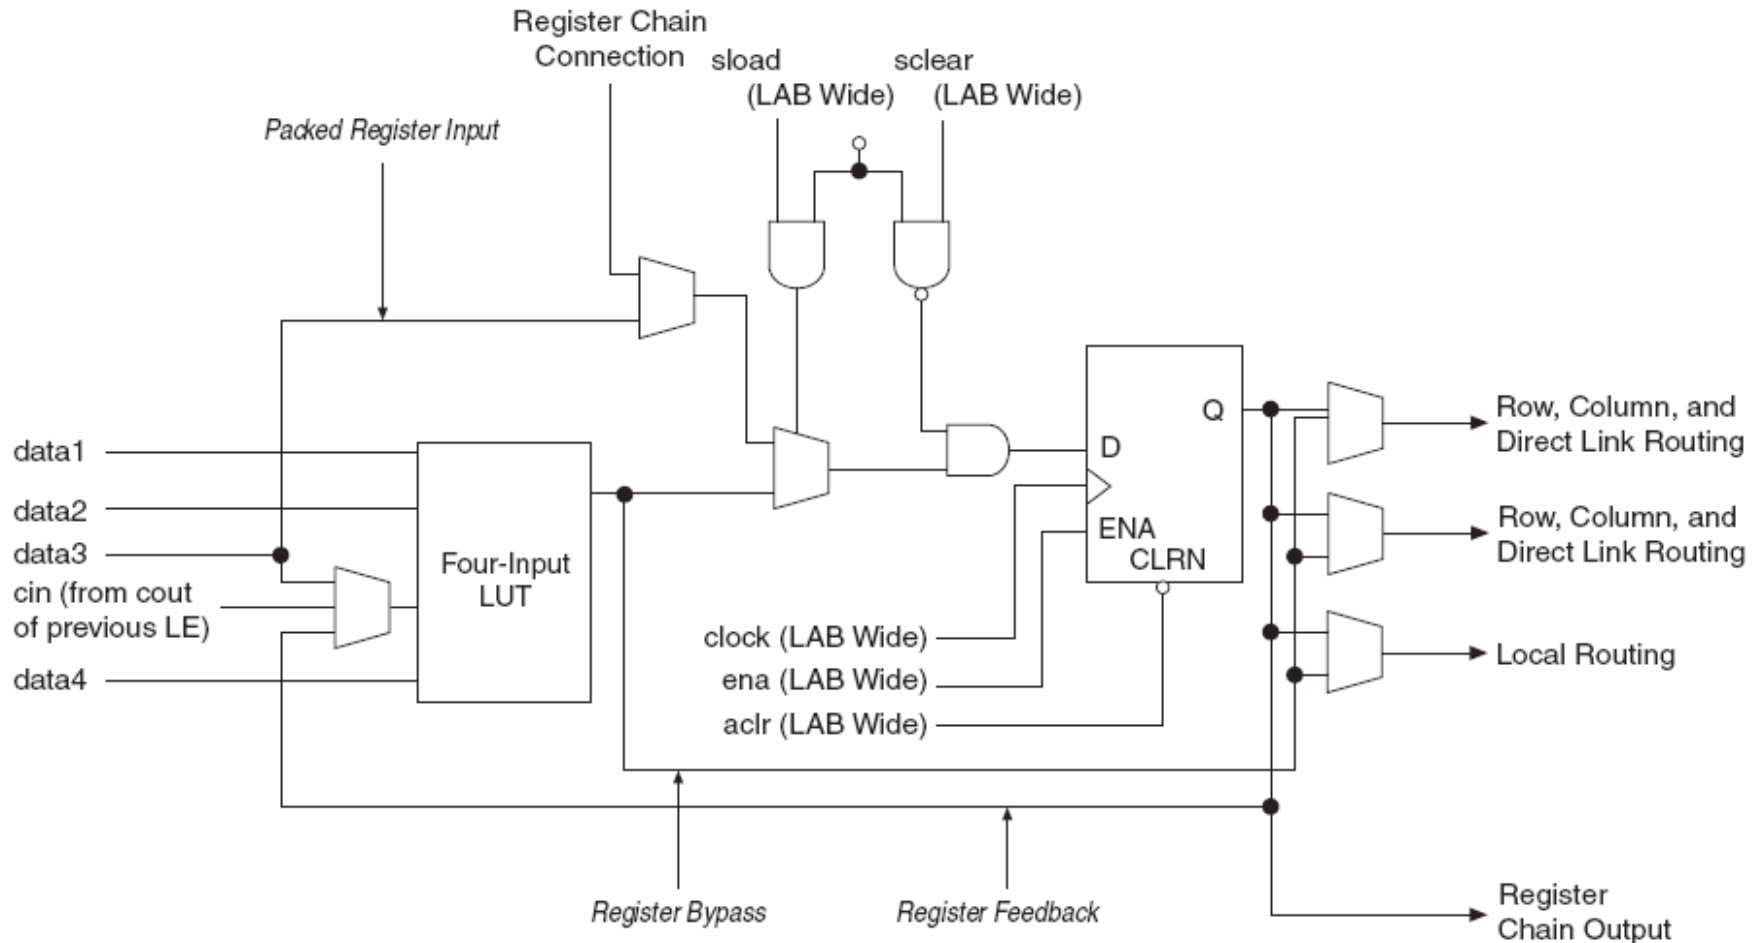 Register Chain
Connection
sload
(LAB Wide)
sclear
(LAB Wide)
Packed Register Input
data1
data2
data3
cin (from cout
of previous LE)
data4
Four-Input
LUT
D
Q
ENA
CLRN
clock (LAB Wide)
ena (LAB Wide)
aclr (LAB Wide)
Row, Column, and
Direct Link Routing
Row, Column, and
Direct Link Routing
Local Routing
Register Bypass
Register Feedback
Register
Chain Output